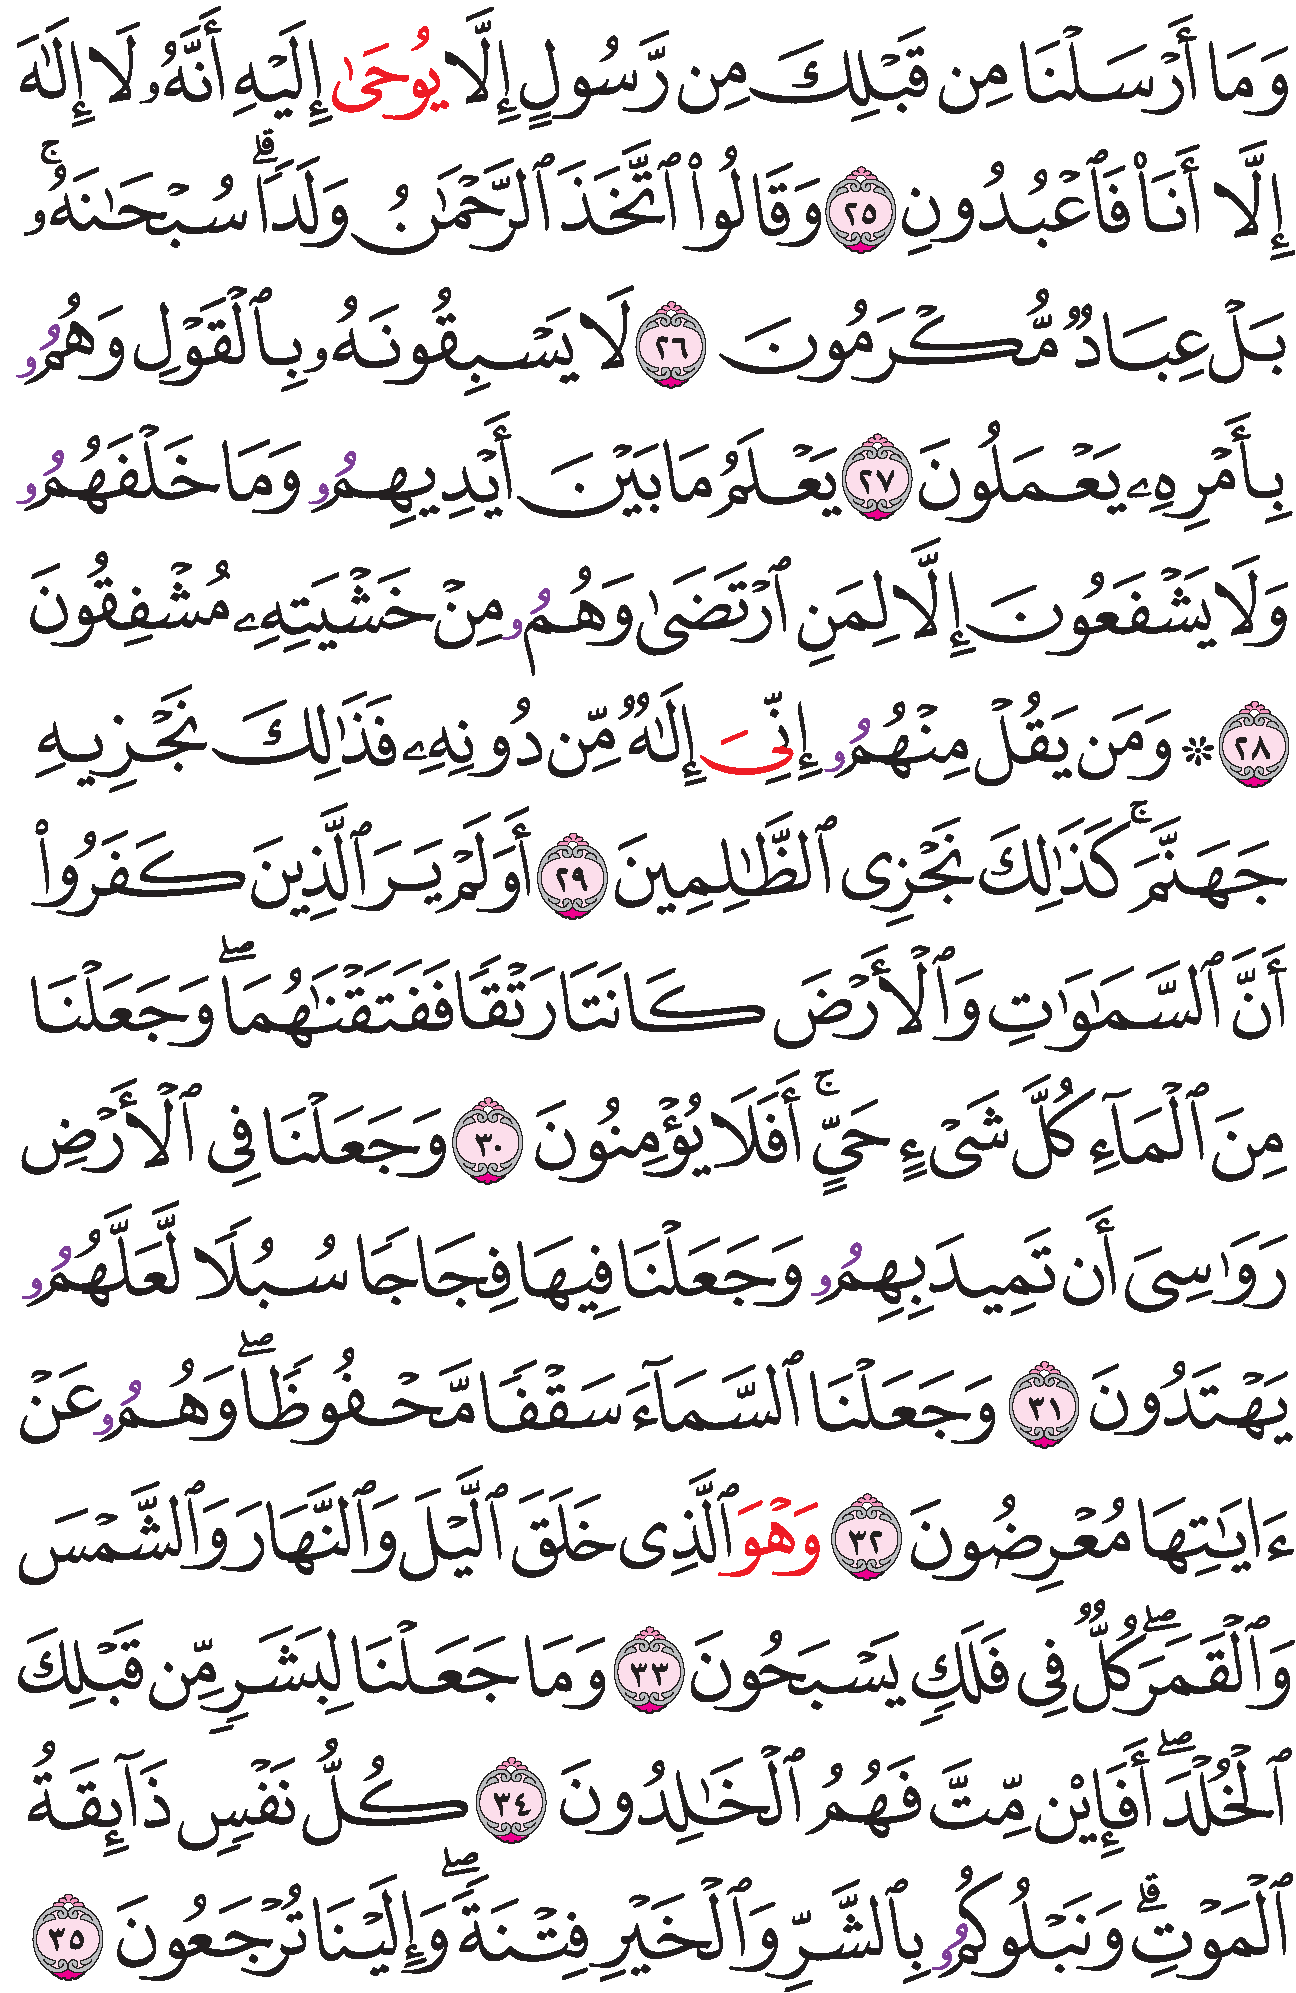 وَمَا أَرْسَلْنَا مِن قَبْلِكَ مِن رَّسُولٍ إِلَّا يُوحَىٰ إِلَيْهِ أَنَّهُۥ لَا إِلَٰهَ
إِلَّا أَنَا۠ فَٱعْبُدُونِ ٢٥ وَقَالُوا۟ ٱتَّخَذَ ٱلرَّحْمَٰنُ وَلَدًا ۗ سُبْحَٰنَهُۥ ۚ
بَلْ عِبَادٌ مُّكْرَمُونَ ٢٦ لَا يَسْبِقُونَهُۥ بِٱلْقَوْلِ وَهُمُۥ
بِأَمْرِهِۦ يَعْمَلُونَ ٢٧ يَعْلَمُ مَا بَيْنَ أَيْدِيهِمُۥ وَمَا خَلْفَهُمُۥ
وَلَا يَشْفَعُونَ إِلَّا لِمَنِ ٱرْتَضَىٰ وَهُمُۥ مِنْ خَشْيَتِهِۦ مُشْفِقُونَ
٢٨ ۞ وَمَن يَقُلْ مِنْهُمُۥ إِنِّىَ إِلَٰهٌ مِّن دُونِهِۦ فَذَٰلِكَ نَجْزِيهِ
جَهَنَّمَ ۚ كَذَٰلِكَ نَجْزِى ٱلظَّٰلِمِينَ ٢٩ أَوَلَمْ يَرَ ٱلَّذِينَ كَفَرُوا۟
أَنَّ ٱلسَّمَٰوَٰتِ وَٱلْأَرْضَ كَانَتَا رَتْقًا فَفَتَقْنَٰهُمَا ۖ وَجَعَلْنَا
مِنَ ٱلْمَآءِ كُلَّ شَىْءٍ حَىٍّ ۚ أَفَلَا يُؤْمِنُونَ ٣٠ وَجَعَلْنَا فِى ٱلْأَرْضِ
رَوَٰسِىَ أَن تَمِيدَ بِهِمُۥ وَجَعَلْنَا فِيهَا فِجَاجًا سُبُلًا لَّعَلَّهُمُۥ
يَهْتَدُونَ ٣١ وَجَعَلْنَا ٱلسَّمَآءَ سَقْفًا مَّحْفُوظًا ۖ وَهُمُۥ عَنْ
ءَايَٰتِهَا مُعْرِضُونَ ٣٢ وَهْوَ ٱلَّذِى خَلَقَ ٱلَّيْلَ وَٱلنَّهَارَ وَٱلشَّمْسَ
وَٱلْقَمَرَ ۖ كُلٌّ فِى فَلَكٍ يَسْبَحُونَ ٣٣ وَمَا جَعَلْنَا لِبَشَرٍ مِّن قَبْلِكَ
ٱلْخُلْدَ ۖ أَفَإِي۟ن مِّتَّ فَهُمُ ٱلْخَٰلِدُونَ ٣٤ كُلُّ نَفْسٍ ذَآئِقَةُ
ٱلْمَوْتِ ۗ وَنَبْلُوكُمُۥ بِٱلشَّرِّ وَٱلْخَيْرِ فِتْنَةً ۖ وَإِلَيْنَا تُرْجَعُونَ ٣٥